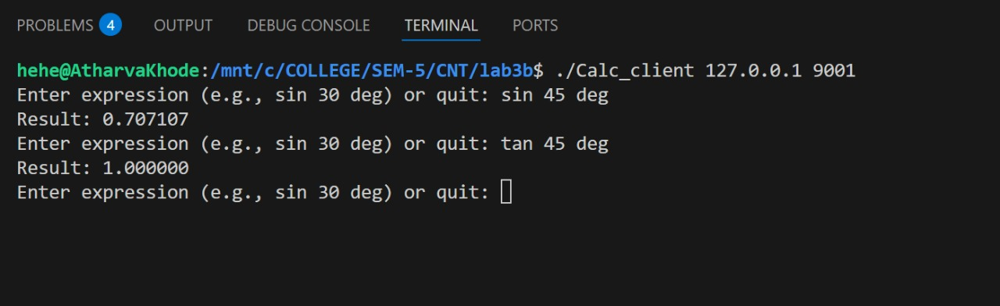 PROBLEMS 4 OUTPUT DEBUG CONSOLE TERMINAL PORTS
hehe@AtharvaKhode:/mnt/c/COLLEGE/SEM-5/CNT/lab3b$ ./Calc_client 127.0.0.1 9001
Enter expression (e.g., sin 30 deg) or quit: sin 45 deg
Result: 0.707107
Enter expression (e.g., sin 30 deg) or quit: tan 45 deg
Result: 1.000000
Enter expression (e.g., sin 30 deg) or quit: